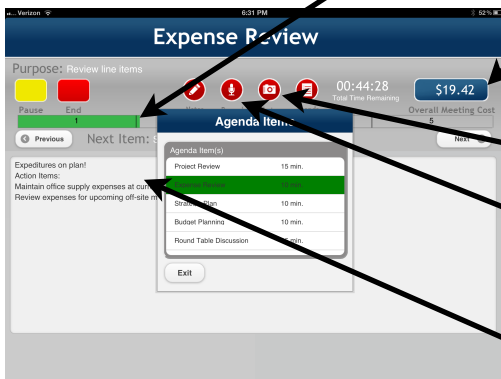 Verizon 6:31 PM 52%
Expense Review
Purpose: Review line items
00:44:28 $19.42
Total Time Remaining
Pause End Overall Meeting Cost
1 5
Previous Next Item: Next
Agenda Items
Agenda Item(s)
Project Review 15 min.
Expense Review 10 min.
Strategic Plan 10 min.
Budget Planning 10 min.
Round Table Discussion min.
Exit
Expeditures on plan!
Action Items:
Maintain office supply expenses at
Review expenses for upcoming off-site